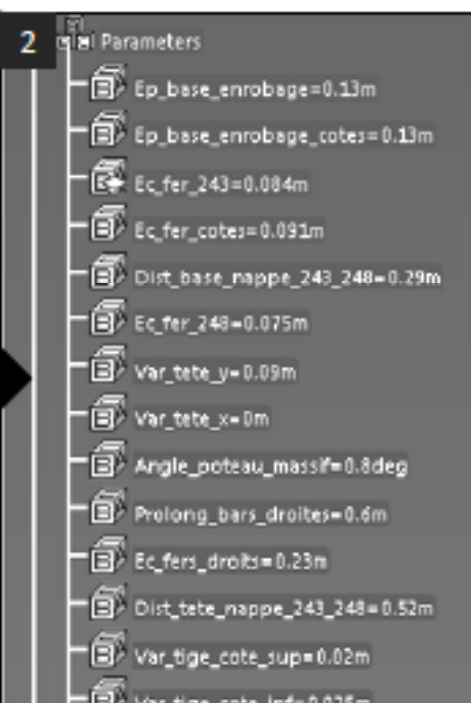 2
Parameters
Ep_base_enrobage=0.13m
Ep_base_enrobage_cotes=0.13m
Ec_fer_243=0.084m
Ec_fer_cotes=0.091m
Dist_base_nappe_243_248=0.29m
Ec_fer_248=0.075m
Var_tete_y=0.09m
Var_tete_x=0m
Angle_poteau_massif=0.8deg
Prolong_bars_droites=0.6m
Ec_fers_droits=0.23m
Dist_tete_nappe_243_248=0.52m
Var_tige_cote_sup=0.02m